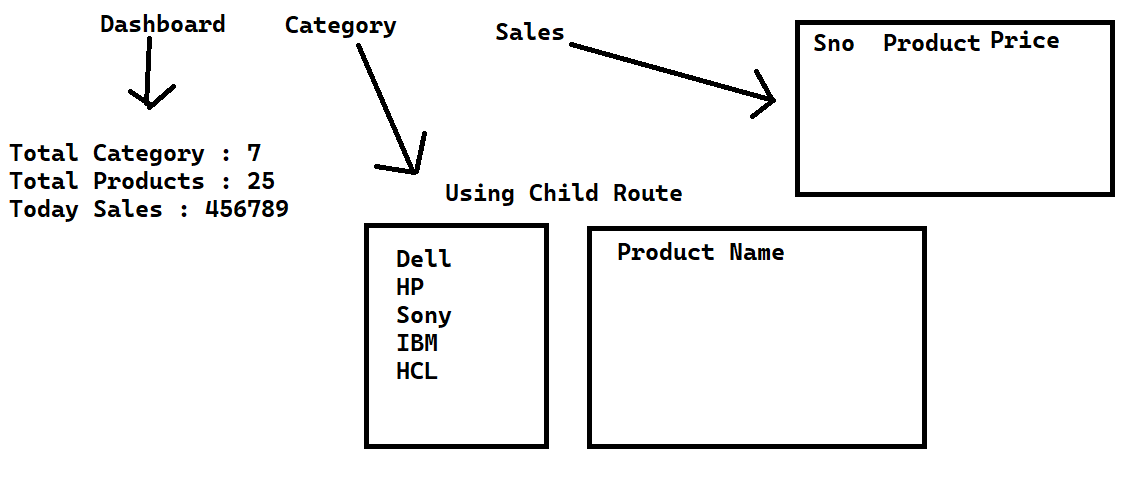 Dashboard
Category
Sales
Sno Product Price
Total Category : 7
Total Products : 25
Today Sales : 456789
Using Child Route
Dell
HP
Sony
IBM
HCL
Product Name